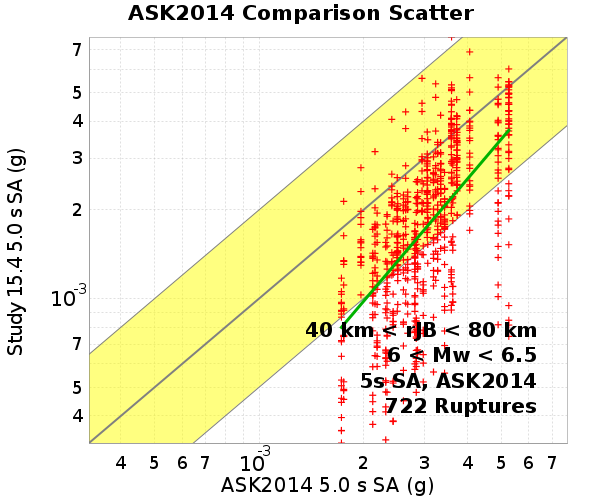 ASK2014 Comparison Scatter
Study 15.4 5.0 s SA (g)
7
5
4
3
2
10-3
7
5
4
40 km < rJB < 80 km
6 < Mw < 6.5
5s SA, ASK2014
722 Ruptures
4 5 6 7 10-3 2 3 4 5 6 7
ASK2014 5.0 s SA (g)